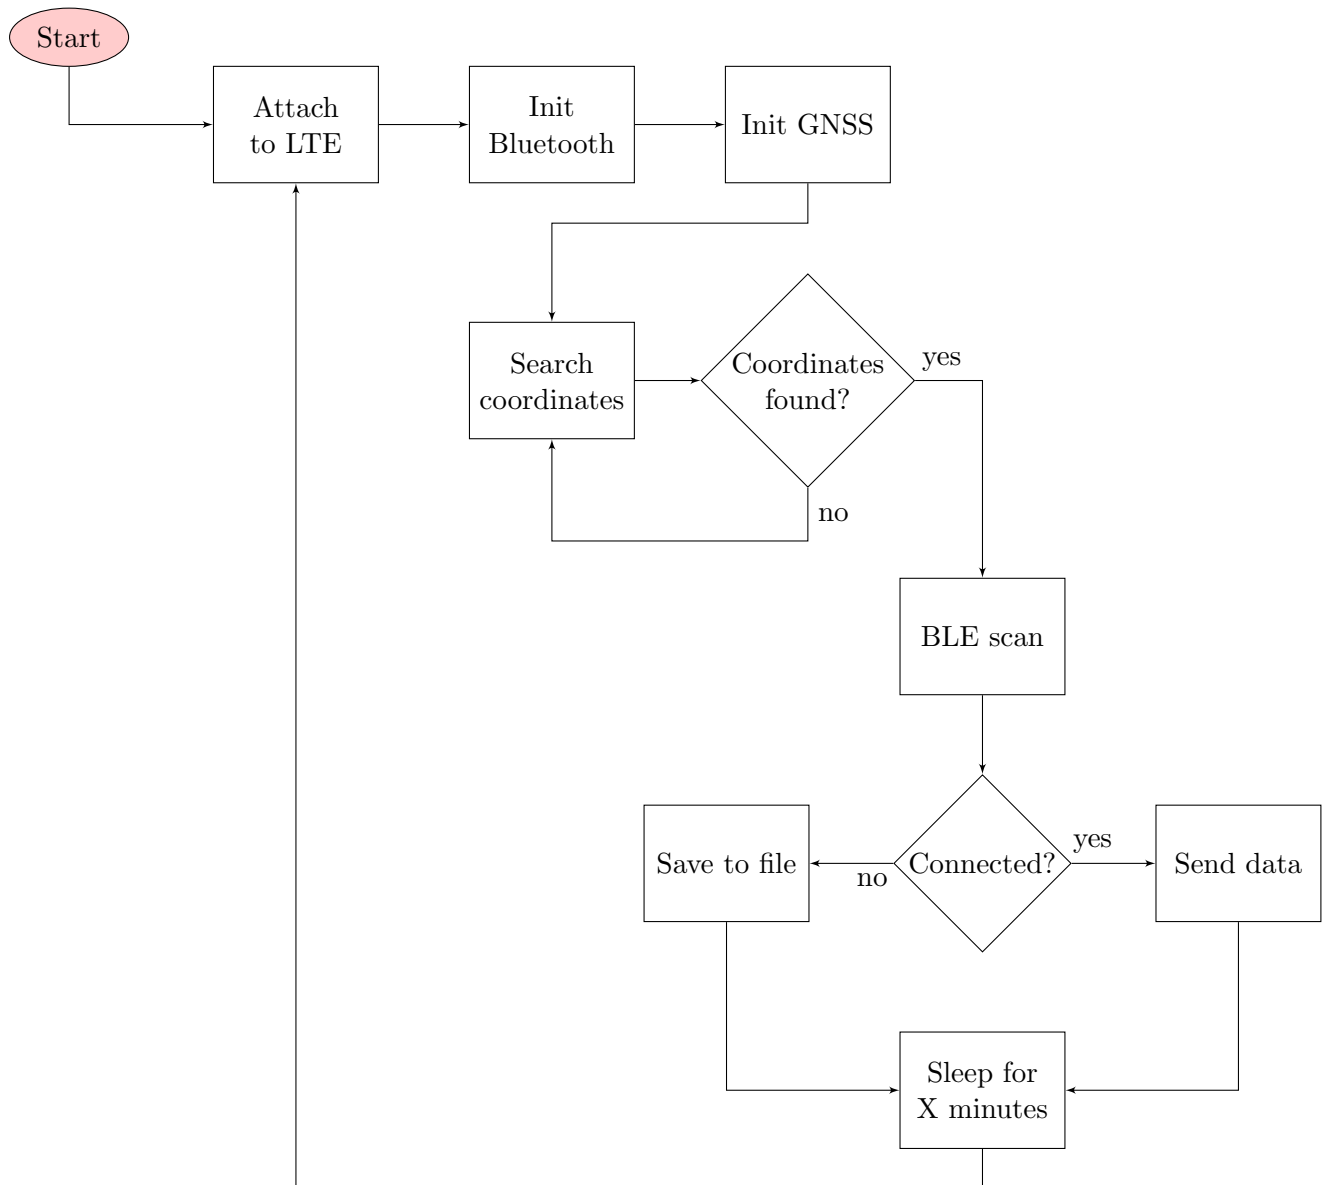 Start
Attach
to LTE
Init
Bluetooth
Init GNSS
Search
coordinates
Coordinates
found?
yes
no
BLE scan
Save to file
no
Connected?
yes
Send data
Sleep for
X minutes